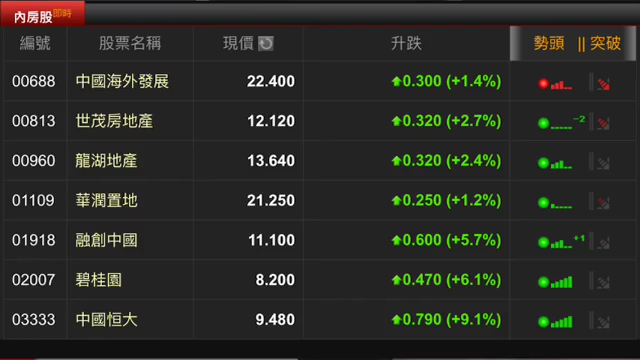 內房股即時
編號 股票名稱 現價 升跌 勢頭 || 突破
00688 中國海外發展 22.400 0.300 (+1.4%)
00813 世茂房地產 12.120 0.320 (+2.7%) -2
00960 龍湖地產 13.640 0.320 (+2.4%)
01109 華潤置地 21.250 0.250 (+1.2%)
01918 融創中國 11.100 0.600 (+5.7%) +1
02007 碧桂園 8.200 0.470 (+6.1%)
03333 中國恒大 9.480 0.790 (+9.1%)